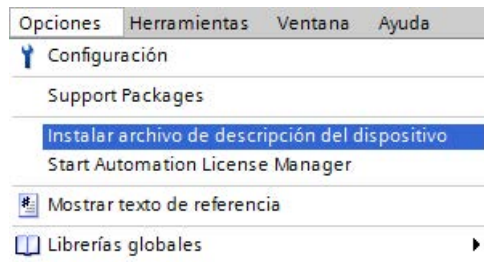 Opciones Herramientas Ventana Ayuda
Configuración
Support Packages
Instalar archivo de descripción del dispositivo
Start Automation License Manager
Mostrar texto de referencia
Librerías globales